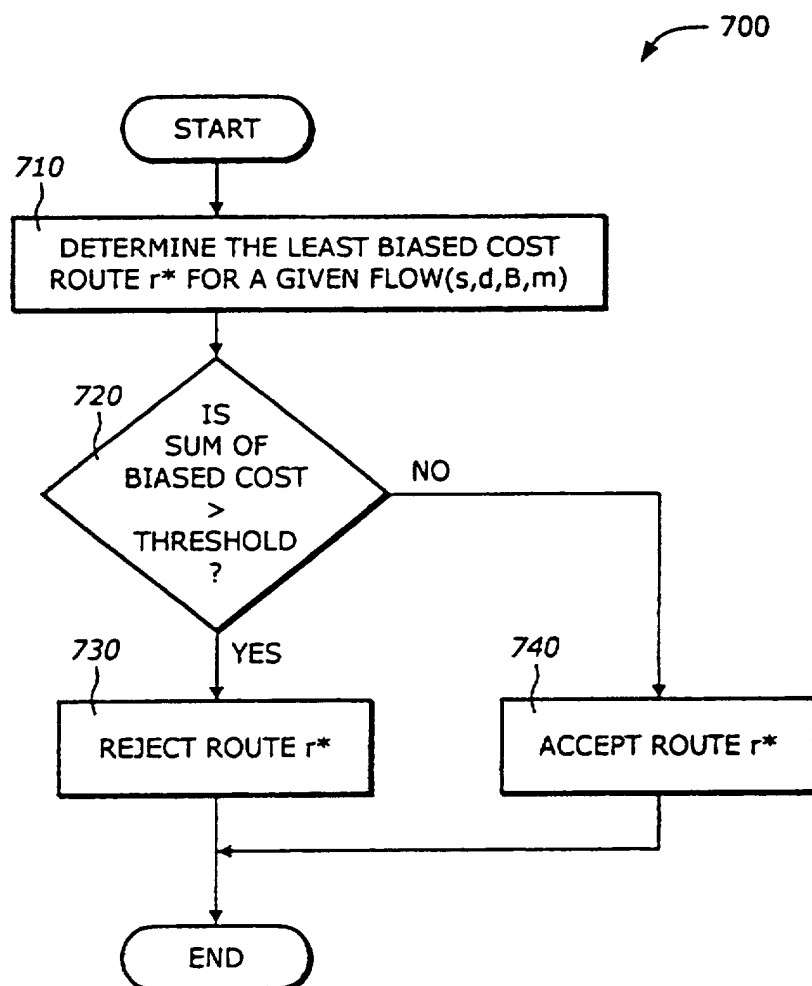 700
START
710
DETERMINE THE LEAST BIASED COST
ROUTE r* FOR A GIVEN FLOW(s,d,B,m)
720
IS
SUM OF
BIASED COST
>
THRESHOLD
?
NO
YES
730
REJECT ROUTE r*
740
ACCEPT ROUTE r*
END